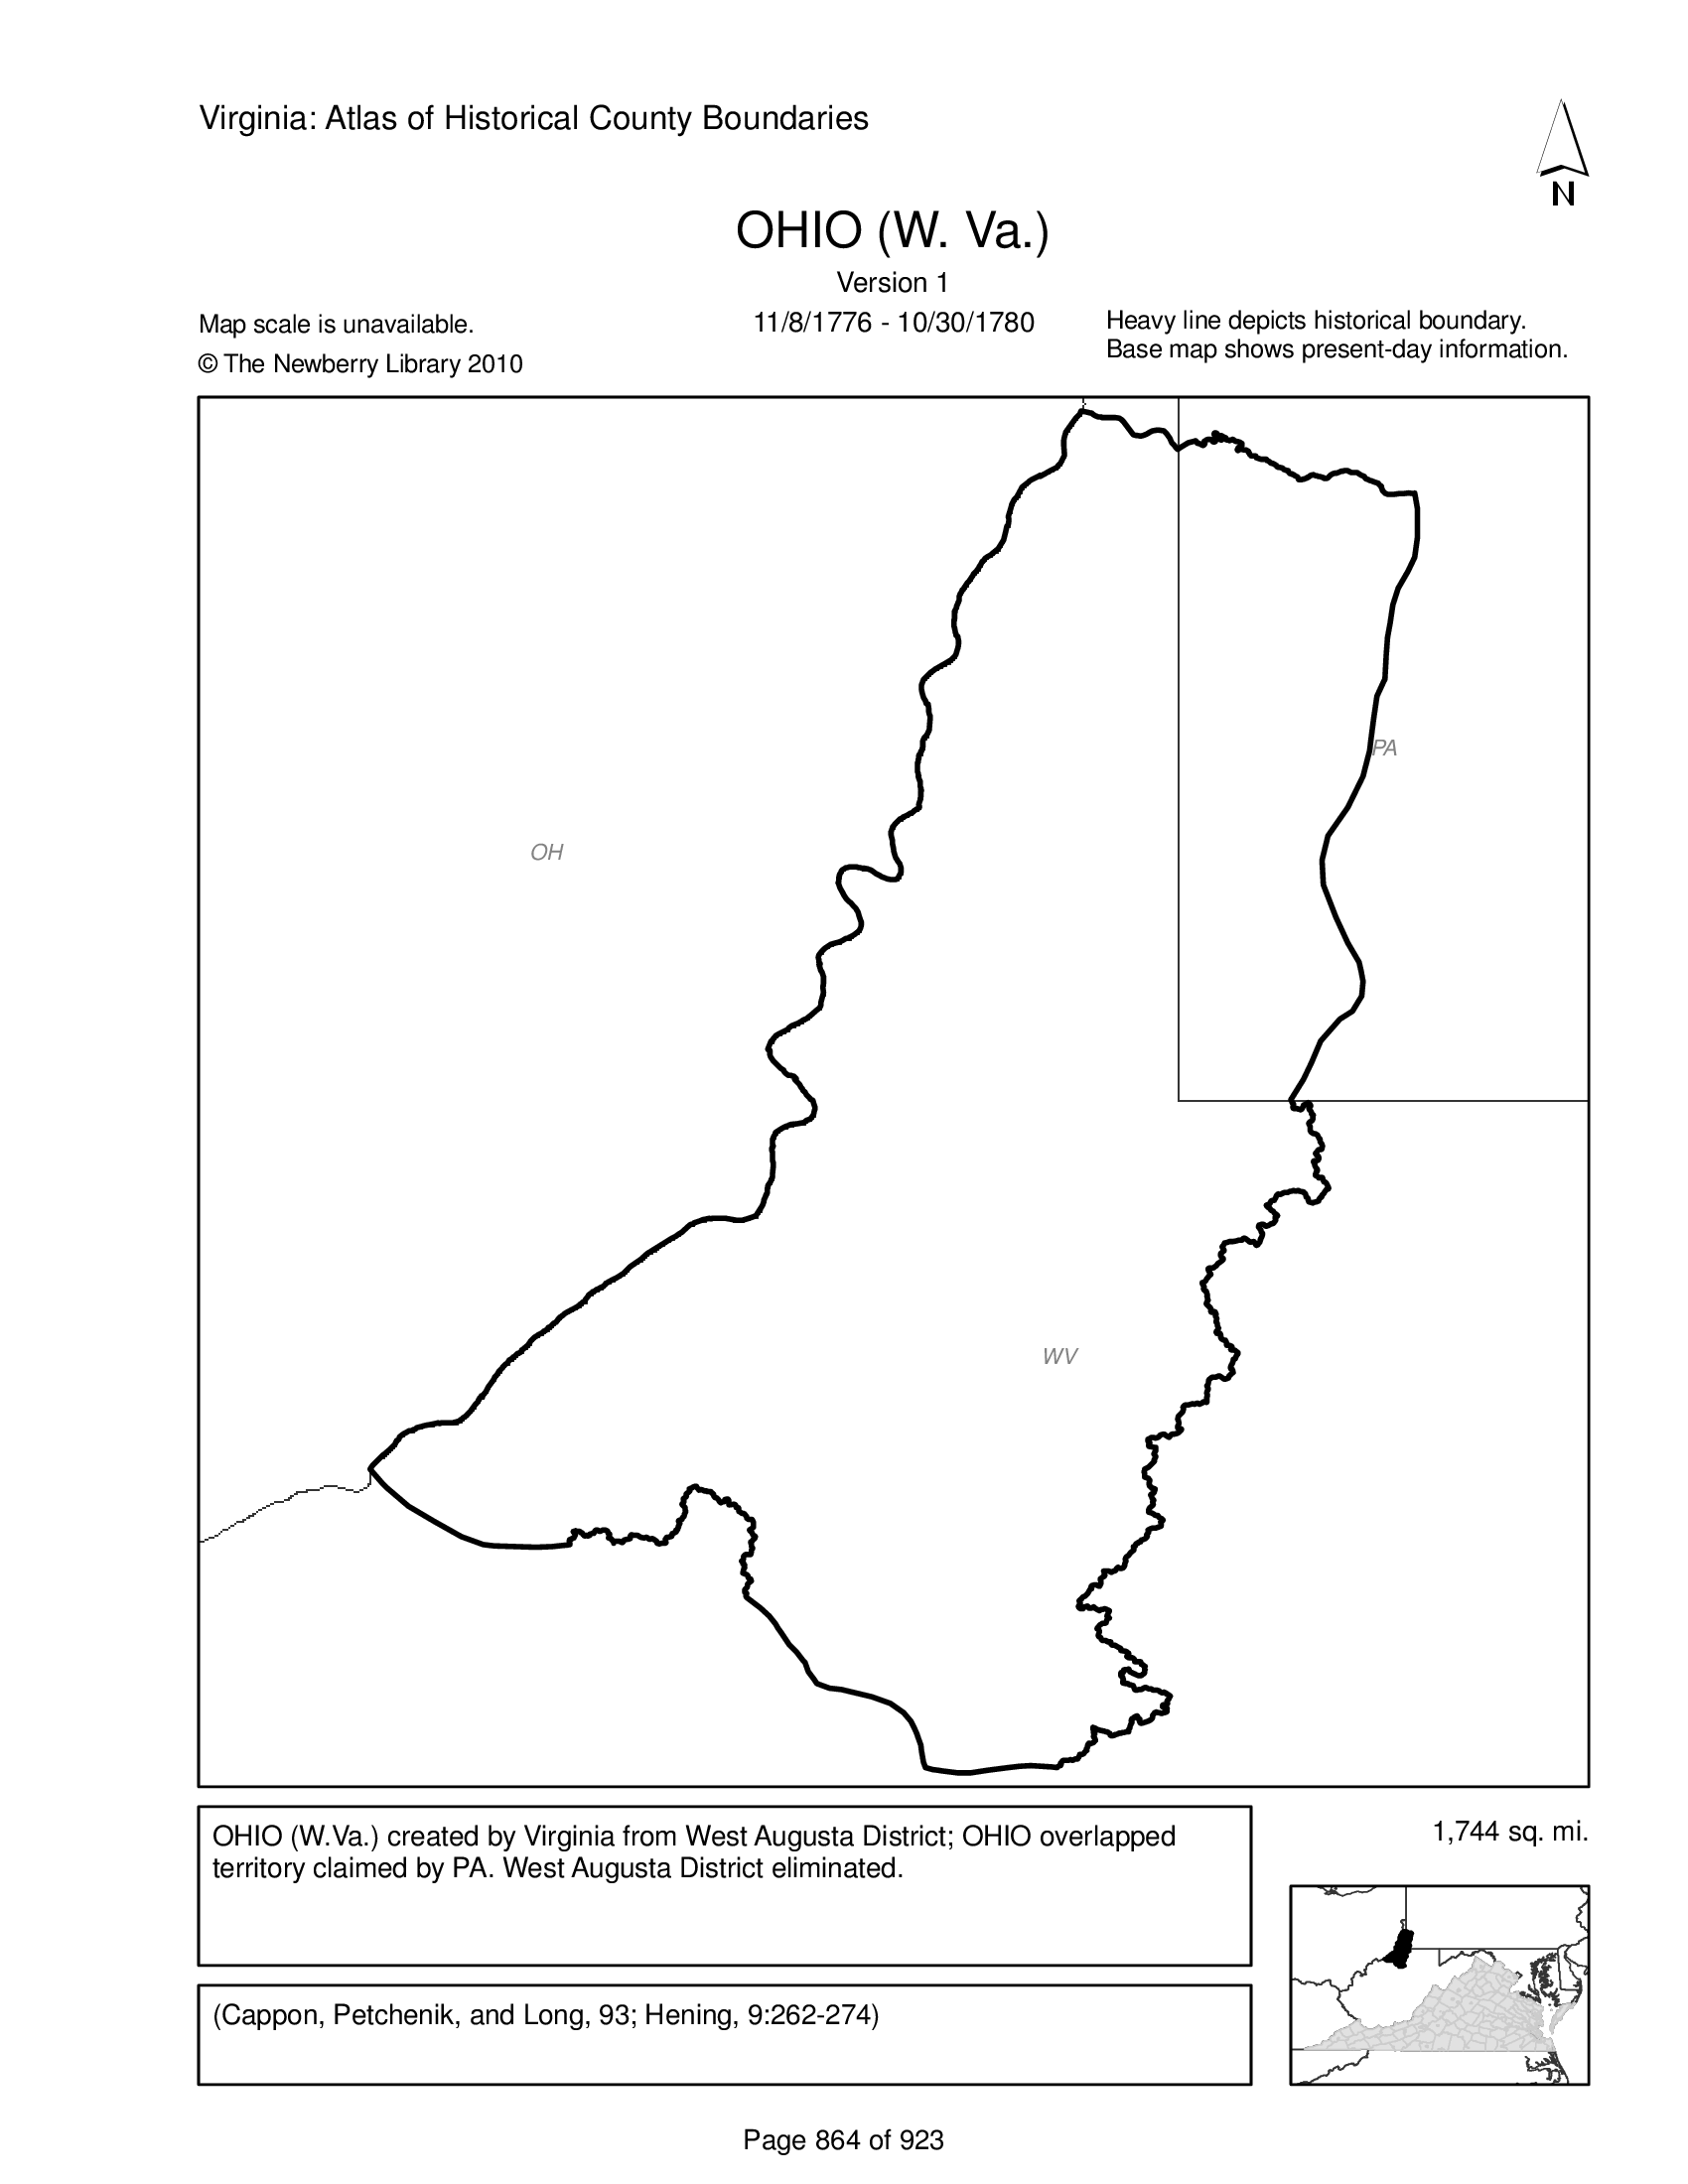 Virginia: Atlas of Historical County Boundaries
N
OHIO (W. Va.)
Version 1
11/8/1776 - 10/30/1780
Map scale is unavailable.
© The Newberry Library 2010
Heavy line depicts historical boundary.
Base map shows present-day information.
PA
OH
WV
OHIO (W.Va.) created by Virginia from West Augusta District; OHIO overlapped
territory claimed by PA. West Augusta District eliminated.
1,744 sq. mi.
(Cappon, Petchenik, and Long, 93; Hening, 9:262-274)
Page 864 of 923